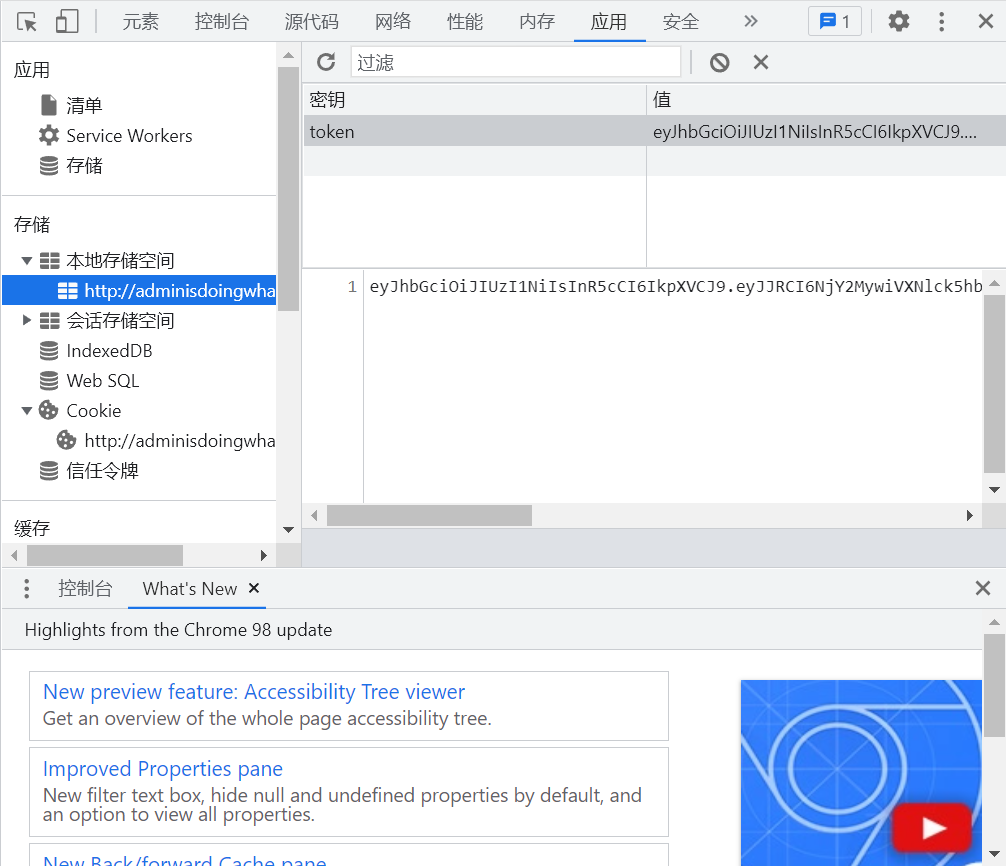 元素 控制台 源代码 网络 性能 内存 应用 安全 » 1
应用
清单
Service Workers
存储
存储
本地存储空间
http://adminisdoingwha
会话存储空间
IndexedDB
Web SQL
Cookie
http://adminisdoingwha
信任令牌
缓存
过滤
密钥 值
token eyJhbGciOiJIUzI1NiIsInR5cCI6IkpXVCJ9....
1 eyJhbGciOiJIUzI1NiIsInR5cCI6IkpXVCJ9.eyJJRCI6NjY2MywiVXNlck5hb
控制台 What's New
Highlights from the Chrome 98 update
New preview feature: Accessibility Tree viewer
Get an overview of the whole page accessibility tree.
Improved Properties pane
New filter text box, hide null and undefined properties by default, and
an option to view all properties.
New Back/forward Cache pane